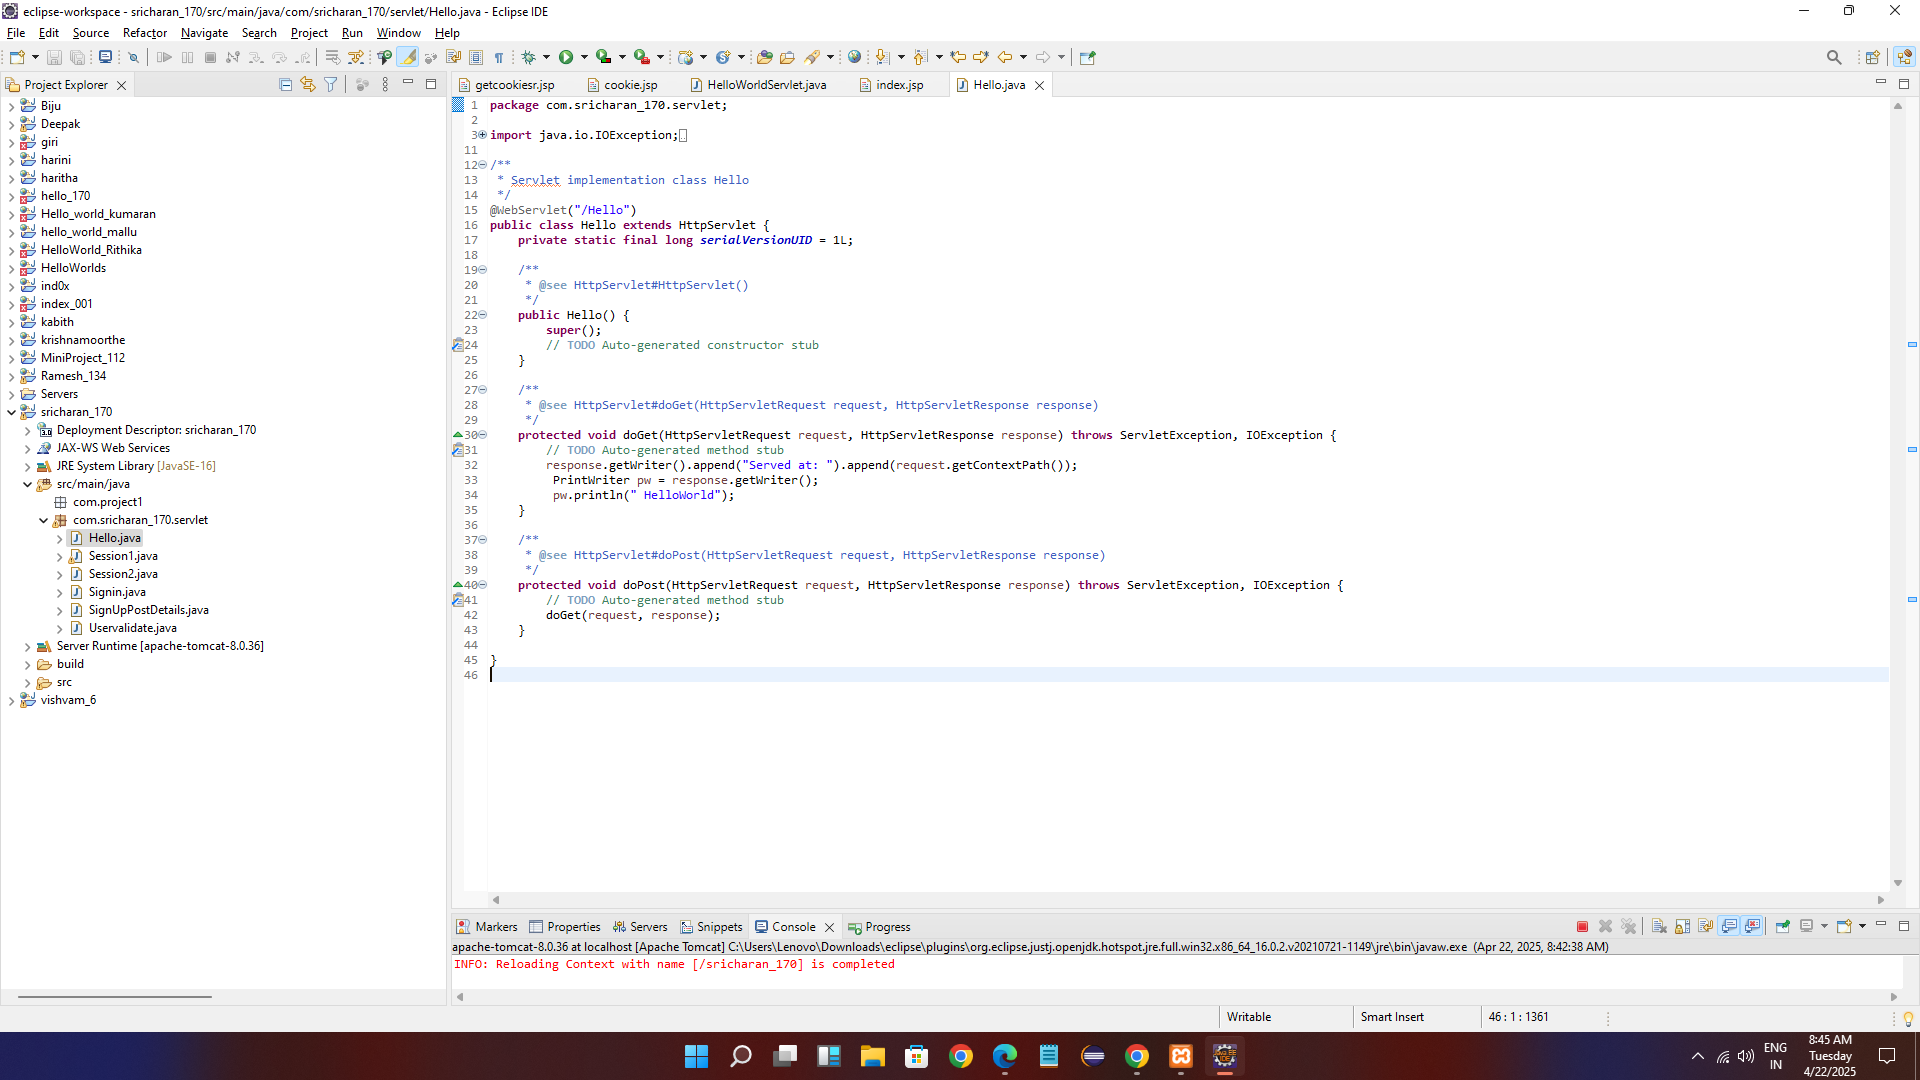 eclipse-workspace - sricharan_170/src/main/java/com/sricharan_170/servlet/Hello.java - Eclipse IDE
File Edit Source Refactor Navigate Search Project Run Window Help
Project Explorer
Biju
Deepak
giri
harini
haritha
hello_170
Hello_world_kumaran
hello_world_mallu
HelloWorld_Rithika
HelloWorlds
ind0x
index_001
kabith
krishnamoorthe
MiniProject_112
Ramesh_134
Servers
sricharan_170
Deployment Descriptor: sricharan_170
JAX-WS Web Services
JRE System Library [JavaSE-16]
src/main/java
com.project1
com.sricharan_170.servlet
Hello.java
Session1.java
Session2.java
Signin.java
SignUpPostDetails.java
Uservalidate.java
Server Runtime [apache-tomcat-8.0.36]
build
src
vishvam_6
getcookiesr.jsp cookie.jsp HelloWorldServlet.java index.jsp Hello.java
1 package com.sricharan_170.servlet;
2
3 import java.io.IOException;
11
12 /**
13 * Servlet implementation class Hello
14 */
15 @WebServlet("/Hello")
16 public class Hello extends HttpServlet {
17 private static final long serialVersionUID = 1L;
18
19 /**
20 * @see HttpServlet#HttpServlet()
21 */
22 public Hello() {
23 super();
24 // TODO Auto-generated constructor stub
25 }
26
27 /**
28 * @see HttpServlet#doGet(HttpServletRequest request, HttpServletResponse response)
29 */
30 protected void doGet(HttpServletRequest request, HttpServletResponse response) throws ServletException, IOException {
31 // TODO Auto-generated method stub
32 response.getWriter().append("Served at: ").append(request.getContextPath());
33 PrintWriter pw = response.getWriter();
34 pw.println(" HelloWorld");
35 }
36
37 /**
38 * @see HttpServlet#doPost(HttpServletRequest request, HttpServletResponse response)
39 */
40 protected void doPost(HttpServletRequest request, HttpServletResponse response) throws ServletException, IOException {
41 // TODO Auto-generated method stub
42 doGet(request, response);
43 }
44
45 }
46
Markers Properties Servers Snippets Console Progress
apache-tomcat-8.0.36 at localhost [Apache Tomcat] C:\Users\Lenovo\Downloads\eclipse\plugins\org.eclipse.justj.openjdk.hotspot.jre.full.win32.x86_64_16.0.2.v20210721-1149\jre\bin\javaw.exe (Apr 22, 2025, 8:42:38 AM)
INFO: Reloading Context with name [/sricharan_170] is completed
Writable Smart Insert 46 : 1 : 1361
ENG
IN
8:45 AM
Tuesday
4/22/2025